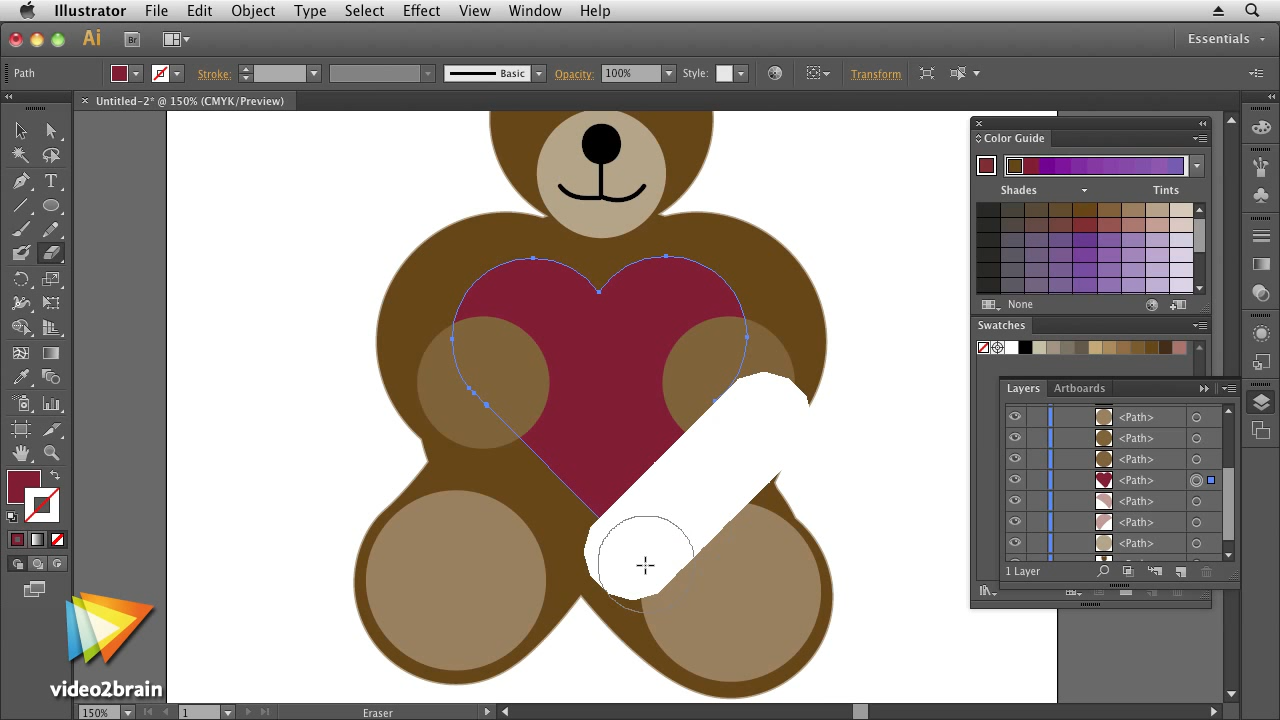 Illustrator File Edit Object Type Select Effect View Window Help
Ai Br Essentials
Path Stroke: Basic Opacity: 100% Style: Transform
× Untitled-2* @ 150% (CMYK/Preview)
Color Guide
Shades Tints
None
Swatches
Layers Artboards
<Path>
<Path>
<Path>
<Path>
<Path>
<Path>
<Path>
1 Layer
T
video2brain
150% 1 Eraser